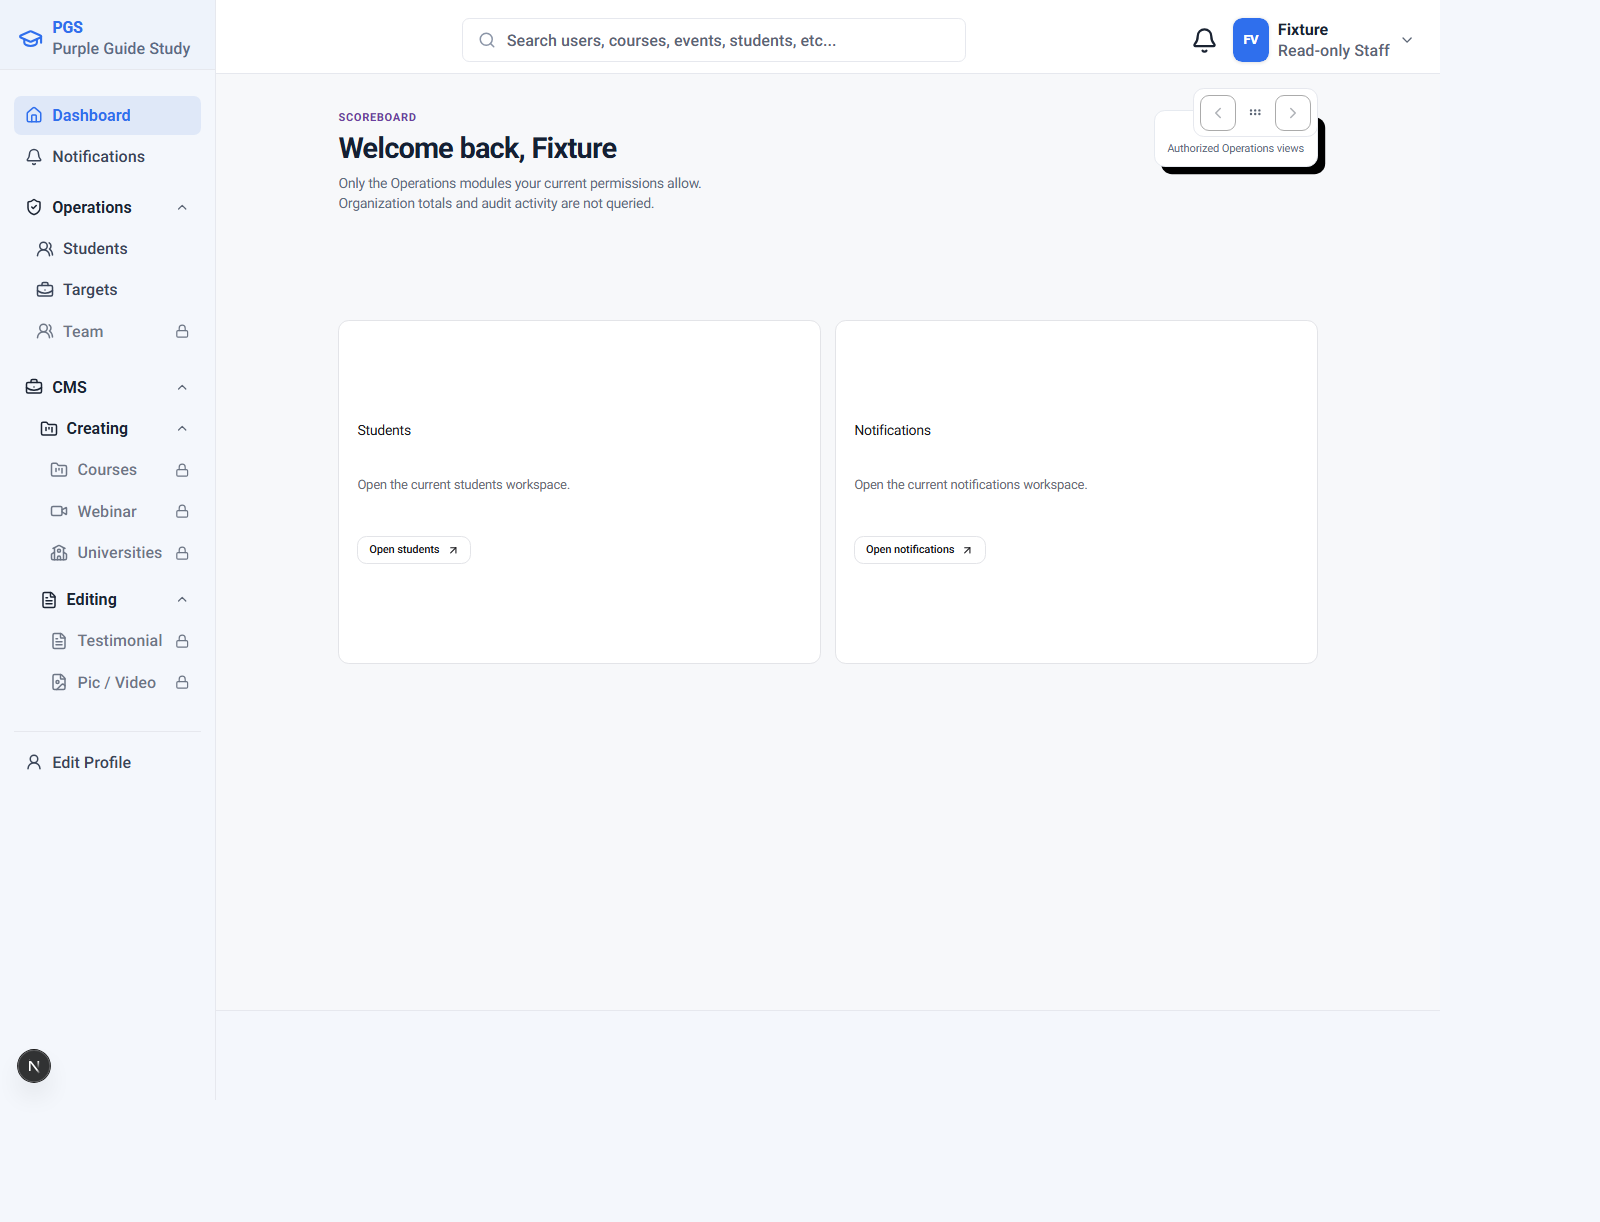 PGS
Purple Guide Study
Search users, courses, events, students, etc...
FV
Fixture
Read-only Staff
Dashboard
Notifications
Operations
Students
Targets
Team
CMS
Creating
Courses
Webinar
Universities
Editing
Testimonial
Pic / Video
Edit Profile
N
SCOREBOARD
Welcome back, Fixture
Only the Operations modules your current permissions allow.
Organization totals and audit activity are not queried.
Authorized Operations views
Students
Open the current students workspace.
Open students
Notifications
Open the current notifications workspace.
Open notifications